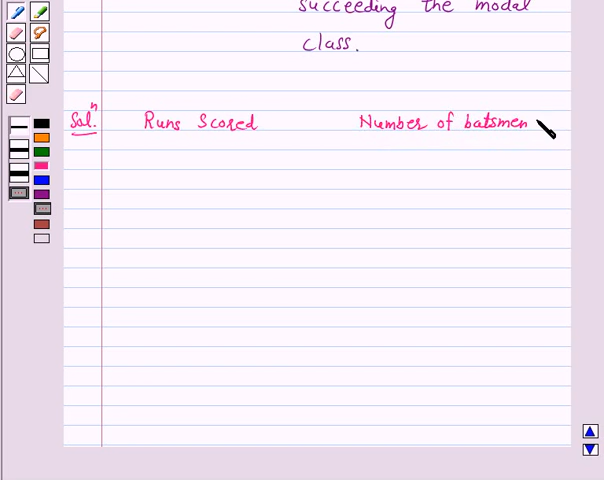 succeeding the modal
class.
Solⁿ. Runs Scored Number of batsmen